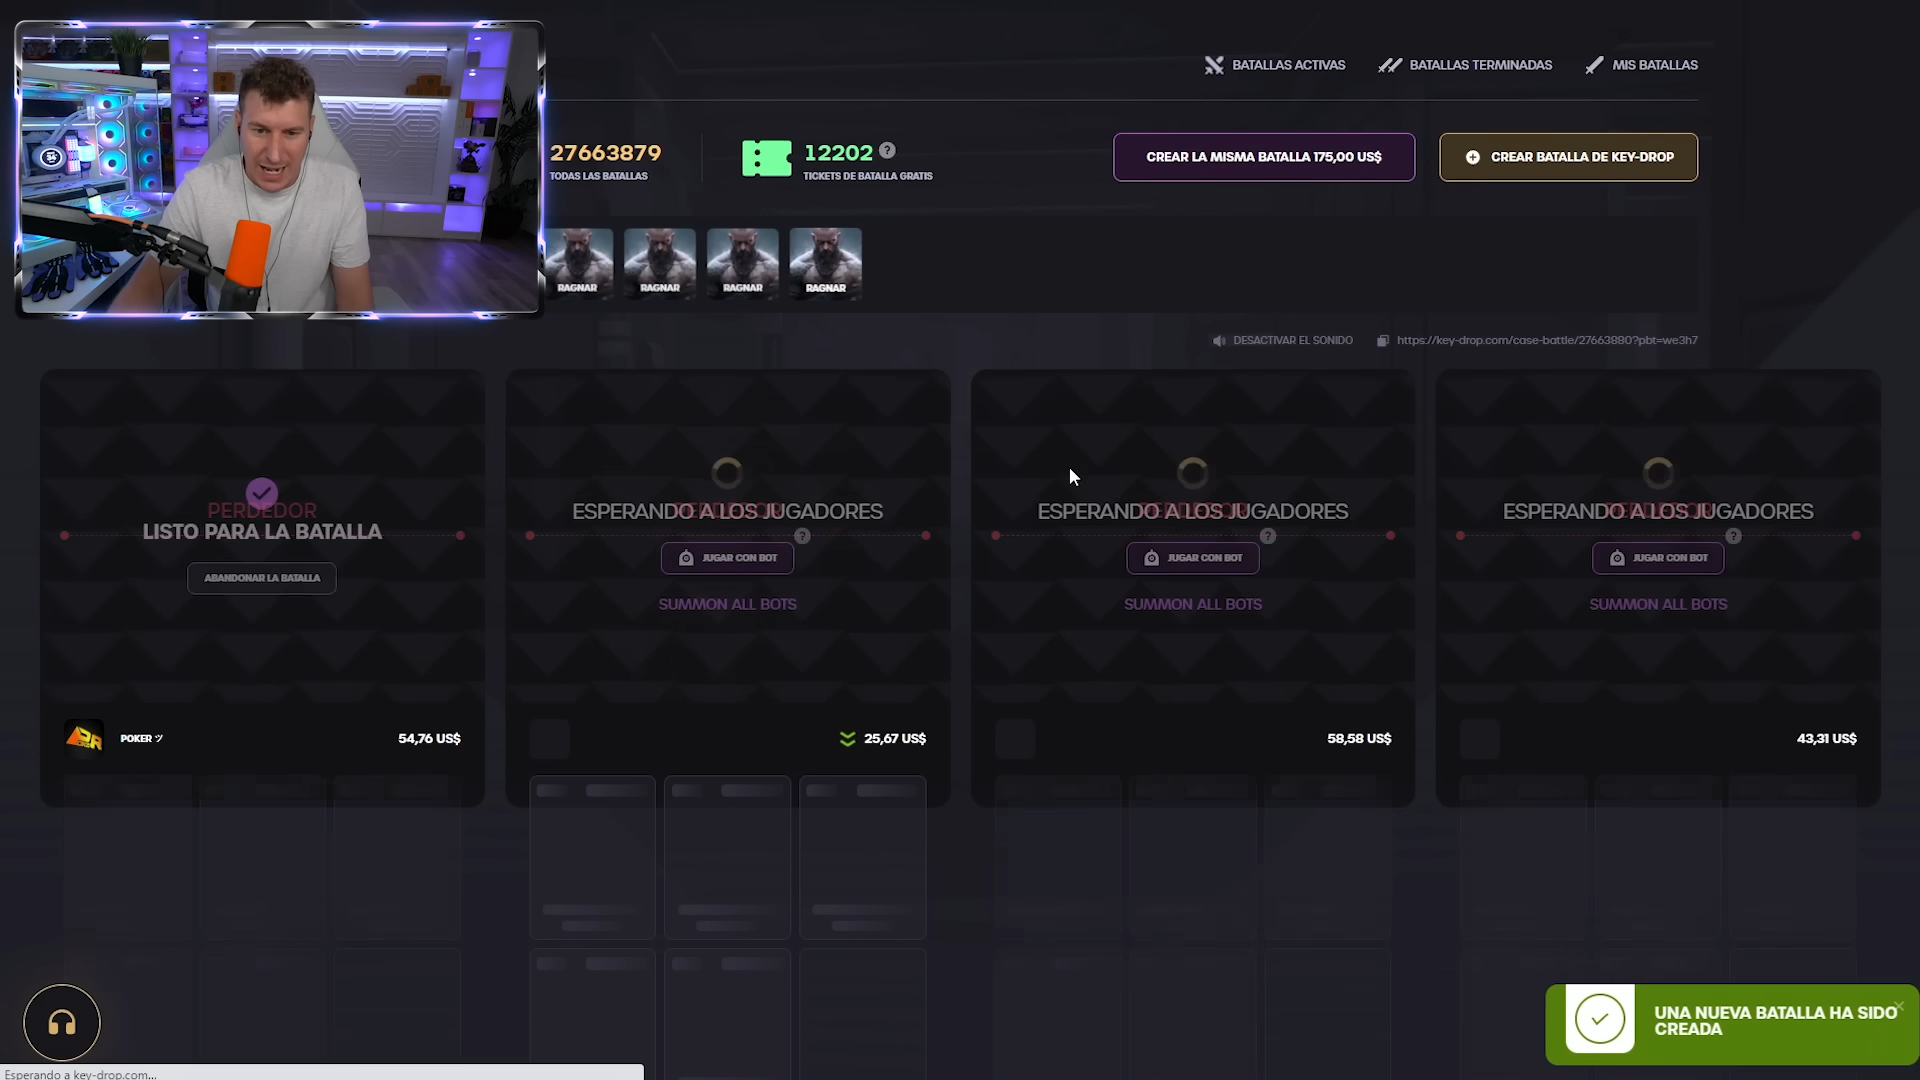 BATALLAS ACTIVAS
BATALLAS TERMINADAS
MIS BATALLAS
27663879
TODAS LAS BATALLAS
12202 ?
TICKETS DE BATALLA GRATIS
CREAR LA MISMA BATALLA 175,00 US$
CREAR BATALLA DE KEY-DROP
RAGNAR
RAGNAR
RAGNAR
RAGNAR
DESACTIVAR EL SONIDO
https://key-drop.com/case-battle/27663880?pbt=we3h7
PERDEDOR
LISTO PARA LA BATALLA
ABANDONAR LA BATALLA
POKER ツ
54,76 US$
ESPERANDO A LOS JUGADORES
PERDEDOR
?
JUGAR CON BOT
SUMMON ALL BOTS
25,67 US$
ESPERANDO A LOS JUGADORES
PERDEDOR
?
JUGAR CON BOT
SUMMON ALL BOTS
58,58 US$
ESPERANDO A LOS JUGADORES
PERDEDOR
?
JUGAR CON BOT
SUMMON ALL BOTS
43,31 US$
UNA NUEVA BATALLA HA SIDO
CREADA
Esperando a key-drop.com...